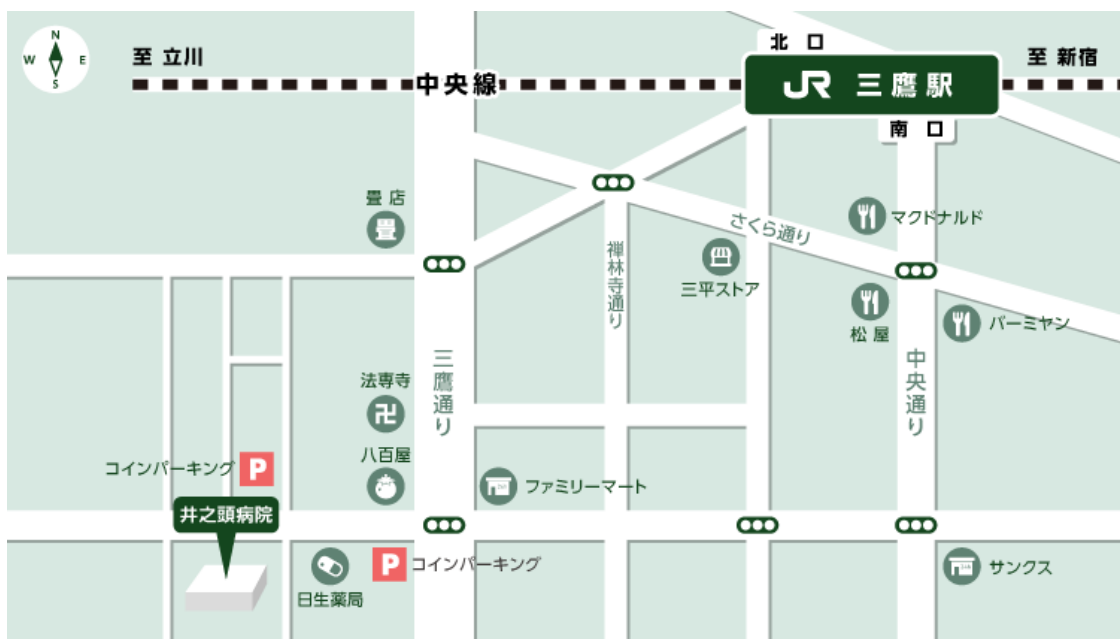 N
W E
S
至 立川
中央線
北 口
JR 三鷹駅
至 新宿
南 口
畳 店
畳
マクドナルド
さくら通り
禅林寺通り
三平ストア
松 屋
バーミヤン
三鷹通り
中央通り
法専寺
卍
八百屋
コインパーキング
P
ファミリーマート
井之頭病院
P
コインパーキング
日生薬局
サンクス